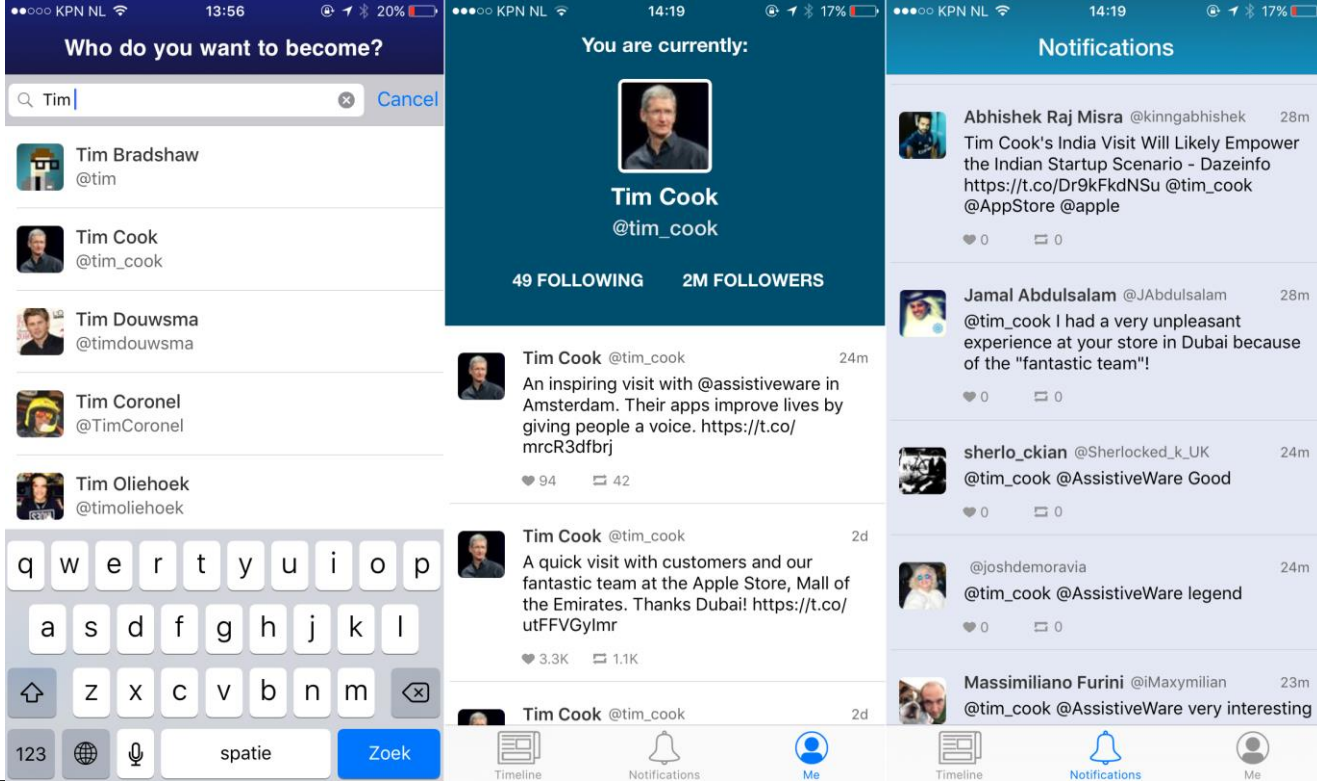 KPN NL 13:56 20%
Who do you want to become?
Tim
Cancel
Tim Bradshaw
@tim
Tim Cook
@tim_cook
Tim Douwsma
@timdouwsma
Tim Coronel
@TimCoronel
Tim Oliehoek
@timoliehoek
q w e r t y u i o p
a s d f g h j k l
z x c v b n m
123 spatie Zoek
KPN NL 14:19 17%
You are currently:
Tim Cook
@tim_cook
49 FOLLOWING 2M FOLLOWERS
Tim Cook @tim_cook 24m
An inspiring visit with @assistiveware in
Amsterdam. Their apps improve lives by
giving people a voice. https://t.co/
mrcR3dfbrj
94 42
Tim Cook @tim_cook 2d
A quick visit with customers and our
fantastic team at the Apple Store, Mall of
the Emirates. Thanks Dubai! https://t.co/
utFFVGylmr
3.3K 1.1K
Tim Cook @tim_cook 2d
Timeline Notifications Me
KPN NL 14:19 17%
Notifications
Abhishek Raj Misra @kinngabhishek 28m
Tim Cook's India Visit Will Likely Empower
the Indian Startup Scenario - Dazeinfo
https://t.co/Dr9kFkdNSu @tim_cook
@AppStore @apple
0 0
Jamal Abdulsalam @JAbdulsalam 28m
@tim_cook I had a very unpleasant
experience at your store in Dubai because
of the "fantastic team"!
0 0
sherlo_ckian @Sherlocked_k_UK 24m
@tim_cook @AssistiveWare Good
0 0
@joshdemoravia 24m
@tim_cook @AssistiveWare legend
0 0
Massimiliano Furini @iMaxymilian 23m
@tim_cook @AssistiveWare very interesting
Timeline Notifications Me